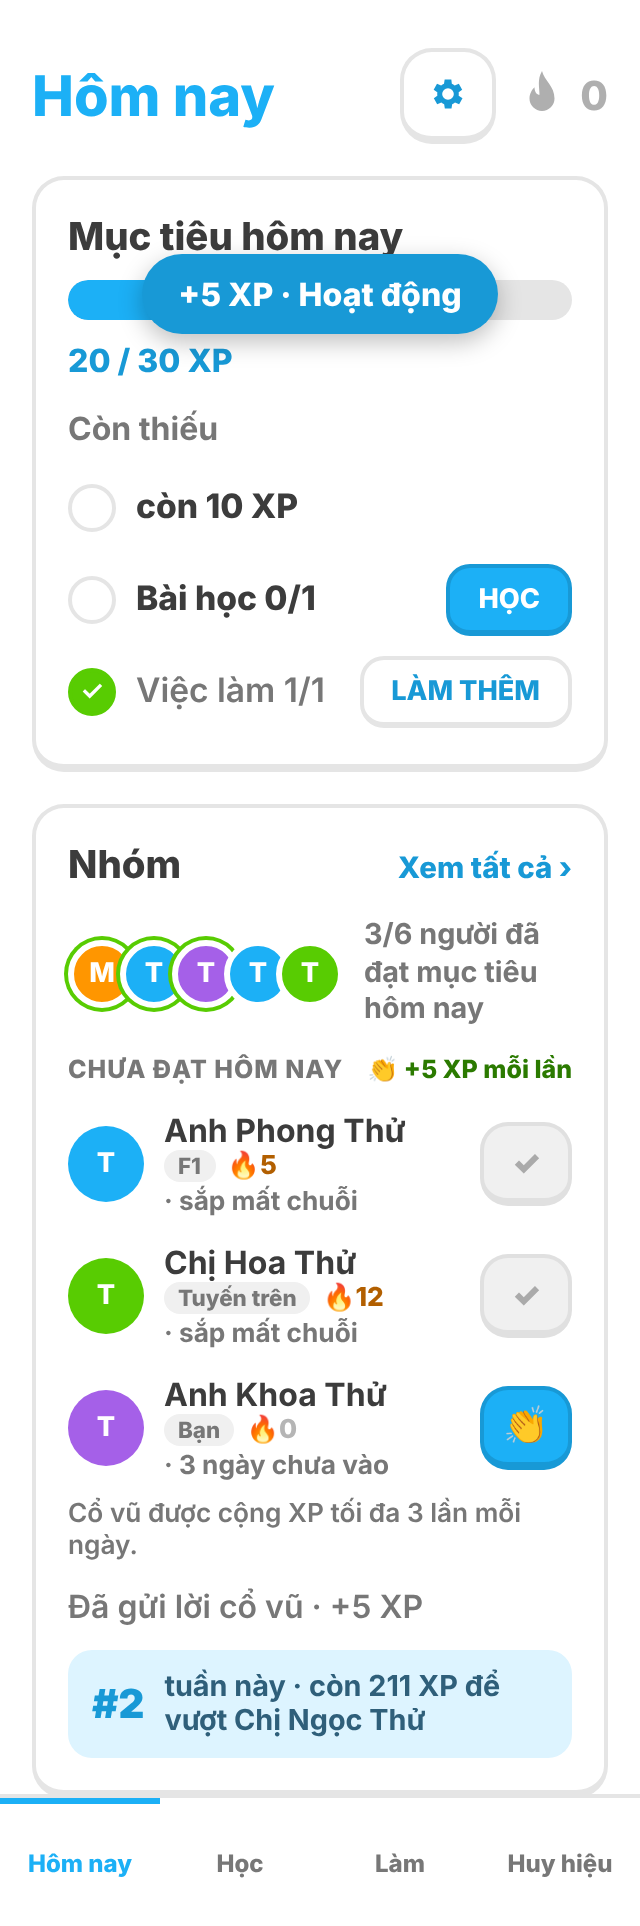 Hôm nay
0
Mục tiêu hôm nay
+5 XP · Hoạt động
20 / 30 XP
Còn thiếu
còn 10 XP
Bài học 0/1
HỌC
Việc làm 1/1
LÀM THÊM
Nhóm
Xem tất cả ›
M T T T T
3/6 người đã
đạt mục tiêu
hôm nay
CHƯA ĐẠT HÔM NAY
👏 +5 XP mỗi lần
T
Anh Phong Thử
F1 🔥5
· sắp mất chuỗi
T
Chị Hoa Thử
Tuyến trên 🔥12
· sắp mất chuỗi
T
Anh Khoa Thử
Bạn 🔥0
· 3 ngày chưa vào
👏
Cổ vũ được cộng XP tối đa 3 lần mỗi
ngày.
Đã gửi lời cổ vũ · +5 XP
#2
tuần này · còn 211 XP để
vượt Chị Ngọc Thử
Hôm nay
Học
Làm
Huy hiệu